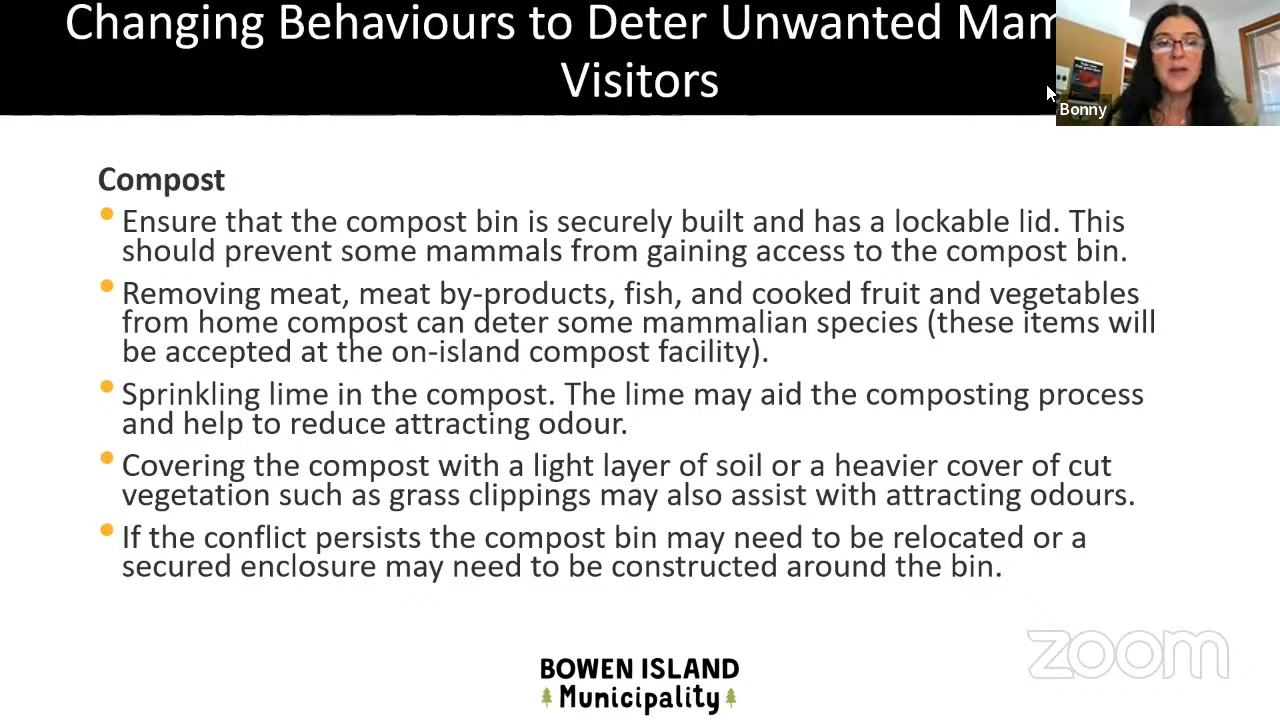 Changing Behaviours to Deter Unwanted Mam
Visitors
Bonny
Compost
• Ensure that the compost bin is securely built and has a lockable lid. This
should prevent some mammals from gaining access to the compost bin.
• Removing meat, meat by-products, fish, and cooked fruit and vegetables
from home compost can deter some mammalian species (these items will
be accepted at the on-island compost facility).
• Sprinkling lime in the compost. The lime may aid the composting process
and help to reduce attracting odour.
• Covering the compost with a light layer of soil or a heavier cover of cut
vegetation such as grass clippings may also assist with attracting odours.
• If the conflict persists the compost bin may need to be relocated or a
secured enclosure may need to be constructed around the bin.
zoom
BOWEN ISLAND
Municipality